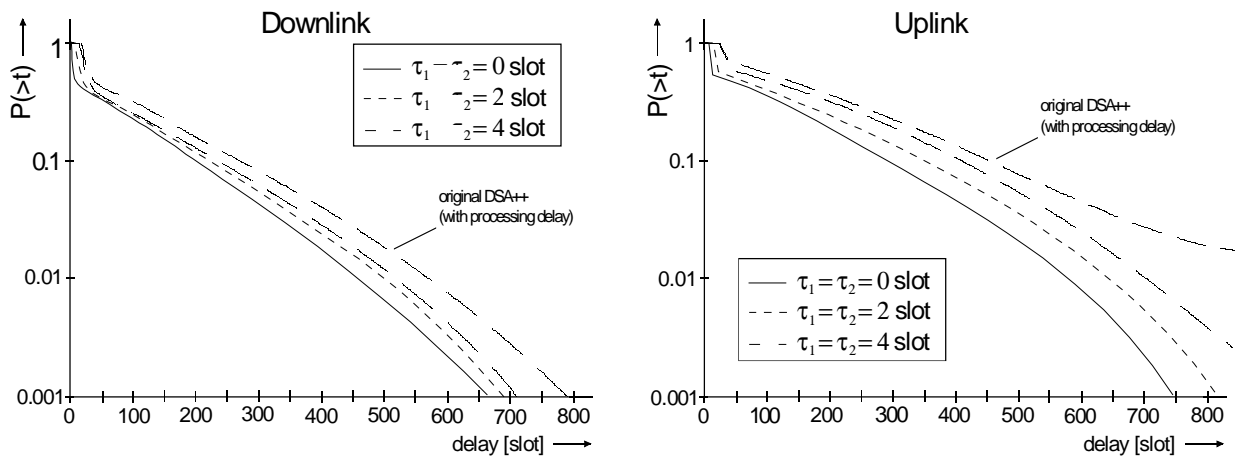 Downlink
P(>t)
1
0.1
0.01
0.001
τ₁ – τ₂ = 0 slot
τ₁ τ₂ = 2 slot
τ₁ τ₂ = 4 slot
original DSA++
(with processing delay)
0 100 200 300 400 500 600 700 800
delay [slot]
Uplink
P(>t)
1
0.1
0.01
0.001
original DSA++
(with processing delay)
τ₁ = τ₂ = 0 slot
τ₁ = τ₂ = 2 slot
τ₁ = τ₂ = 4 slot
0 100 200 300 400 500 600 700 800
delay [slot]